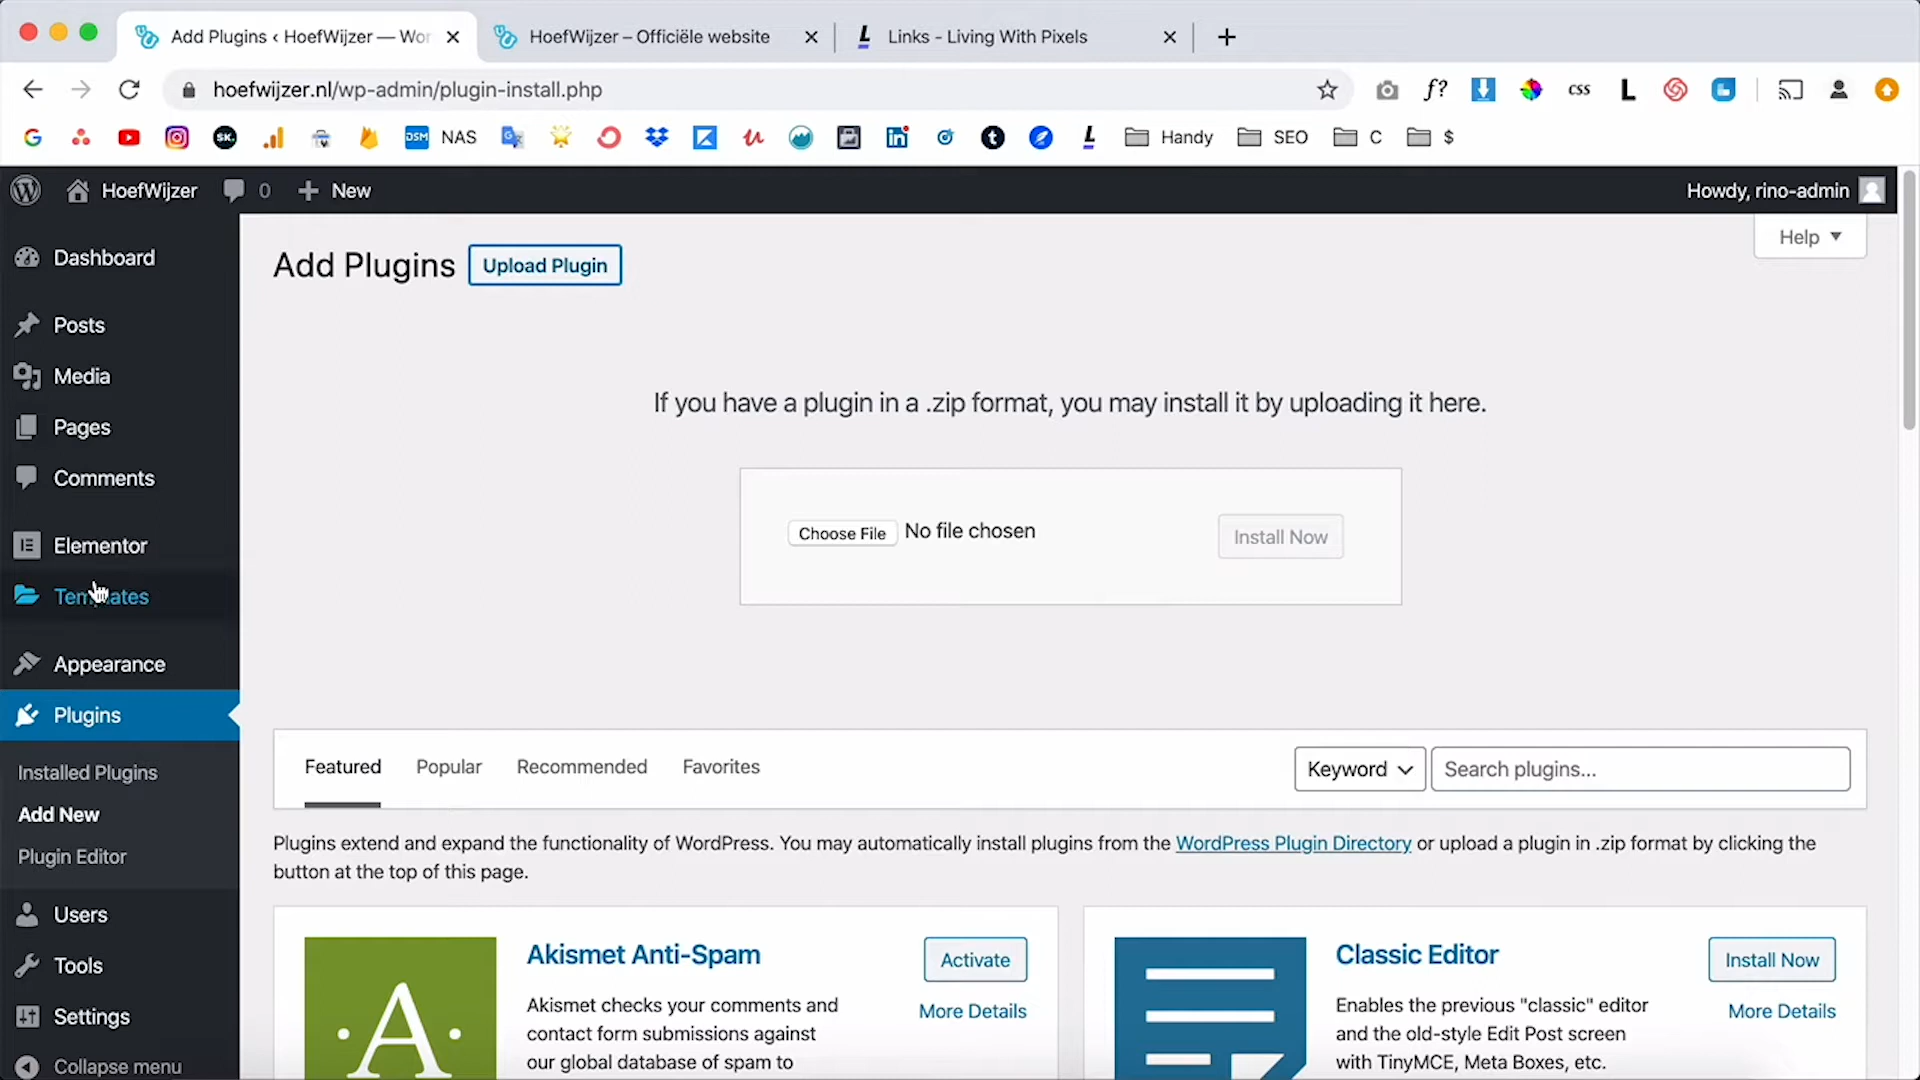 Add Plugins ‹ HoefWijzer — Wor
HoefWijzer – Officiële website
Links - Living With Pixels
hoefwijzer.nl/wp-admin/plugin-install.php
f?
CSS
L
G
SK.
DSM
NAS
Handy
SEO
C
$
HoefWijzer
0
New
Howdy, rino-admin
Dashboard
Posts
Media
Pages
Comments
Elementor
Templates
Appearance
Plugins
Installed Plugins
Add New
Plugin Editor
Users
Tools
Settings
Collapse menu
Help
Add Plugins
Upload Plugin
If you have a plugin in a .zip format, you may install it by uploading it here.
Choose File No file chosen
Install Now
Featured
Popular
Recommended
Favorites
Keyword
Search plugins...
Plugins extend and expand the functionality of WordPress. You may automatically install plugins from the WordPress Plugin Directory or upload a plugin in .zip format by clicking the
button at the top of this page.
A
Akismet Anti-Spam
Activate
More Details
Akismet checks your comments and
contact form submissions against
our global database of spam to
Classic Editor
Install Now
More Details
Enables the previous "classic" editor
and the old-style Edit Post screen
with TinyMCE, Meta Boxes, etc.